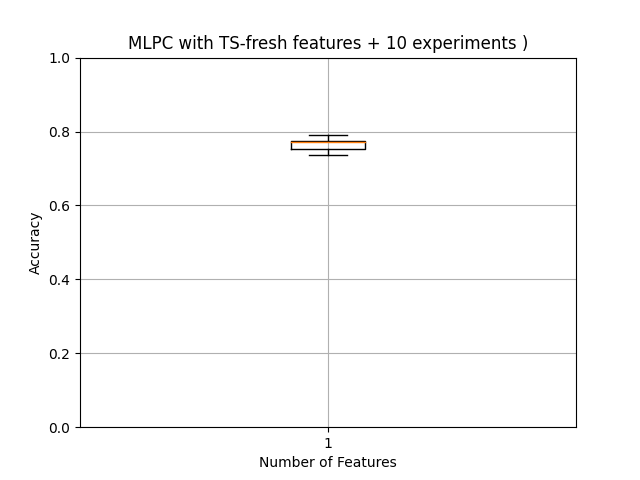 MLPC with TS-fresh features + 10 experiments )
1.0
0.8
0.6
0.4
0.2
0.0
Accuracy
1
Number of Features